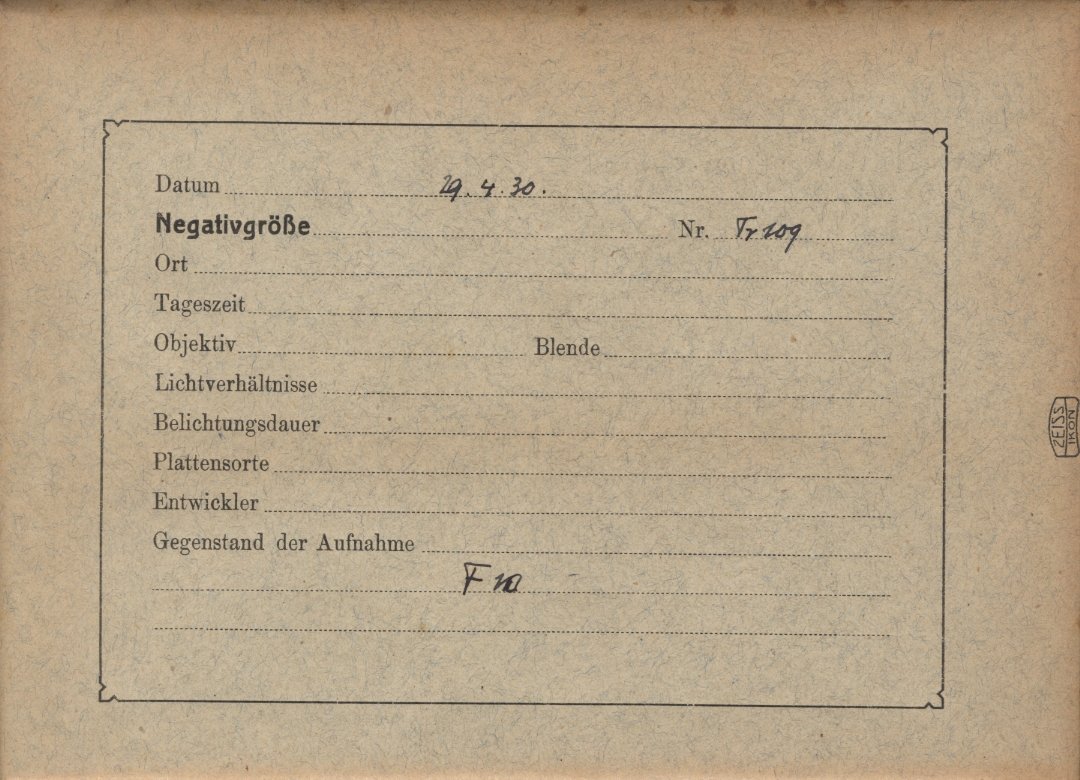 Datum 29.4.30.
Negativgröße Nr. Tr 109
Ort
Tageszeit
Objektiv Blende
Lichtverhältnisse
Belichtungsdauer
ZEISS
IKON
Plattensorte
Entwickler
Gegenstand der Aufnahme
F 10